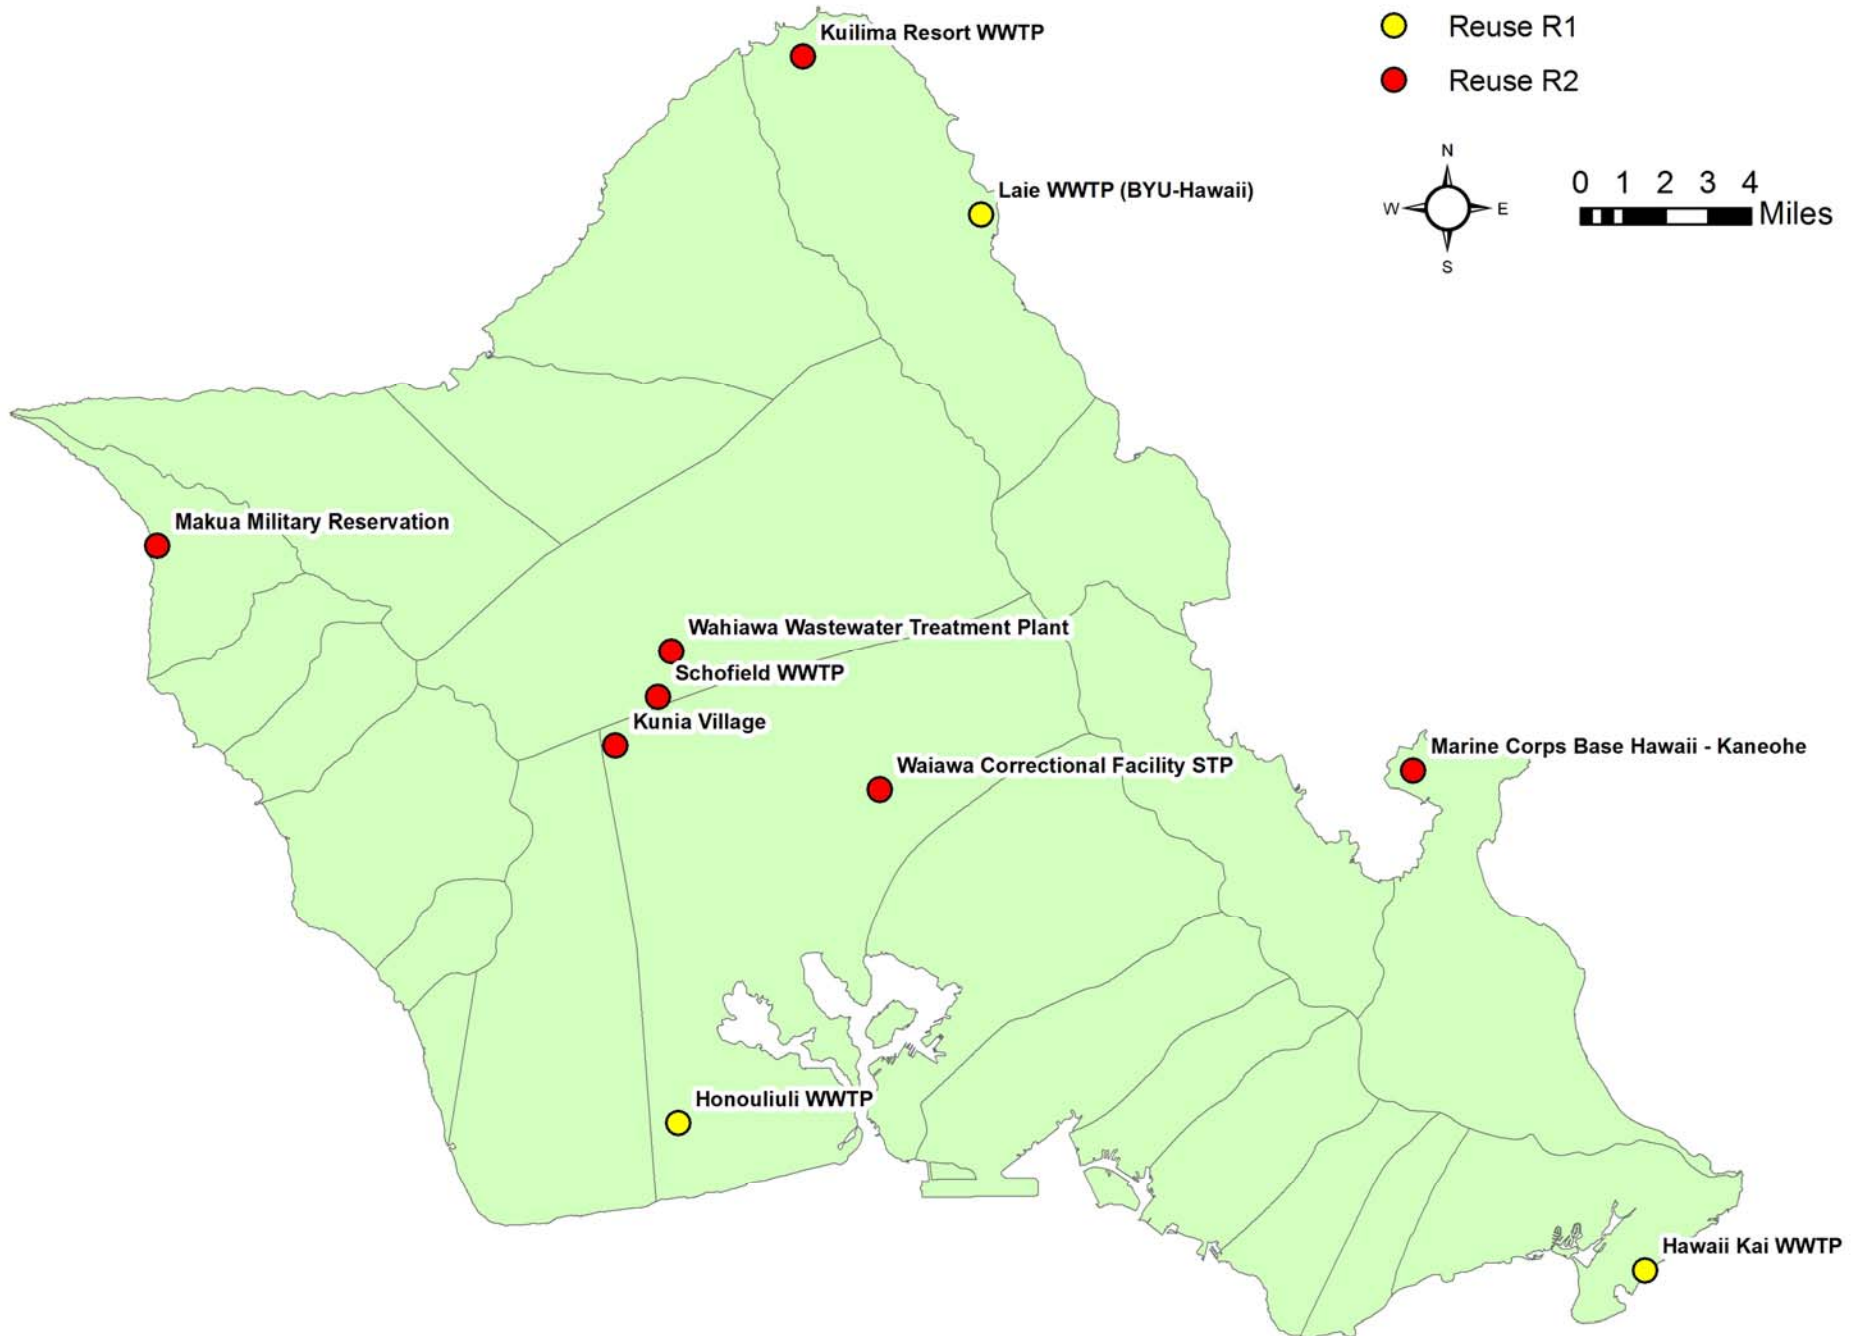 Kuilima Resort WWTP
Reuse R1
Reuse R2
N
W
E
S
0 1 2 3 4
Miles
Laie WWTP (BYU-Hawaii)
Makua Military Reservation
Wahiawa Wastewater Treatment Plant
Schofield WWTP
Kunia Village
Waiawa Correctional Facility STP
Marine Corps Base Hawaii - Kaneohe
Honouliuli WWTP
Hawaii Kai WWTP